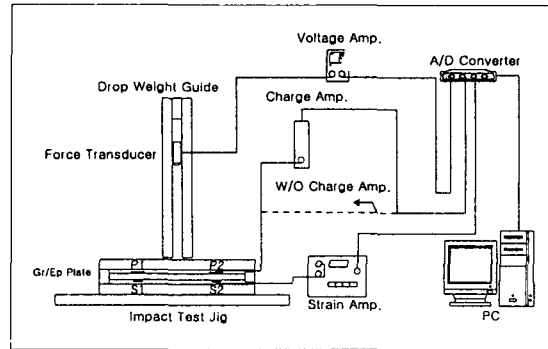 Voltage Amp.
A/D Converter
Drop Weight Guide
Charge Amp.
Force Transducer
W/O Charge Amp.
P1 P2
Gr/Ep Plate
S1 S2
Strain Amp.
PC
Impact Test Jig